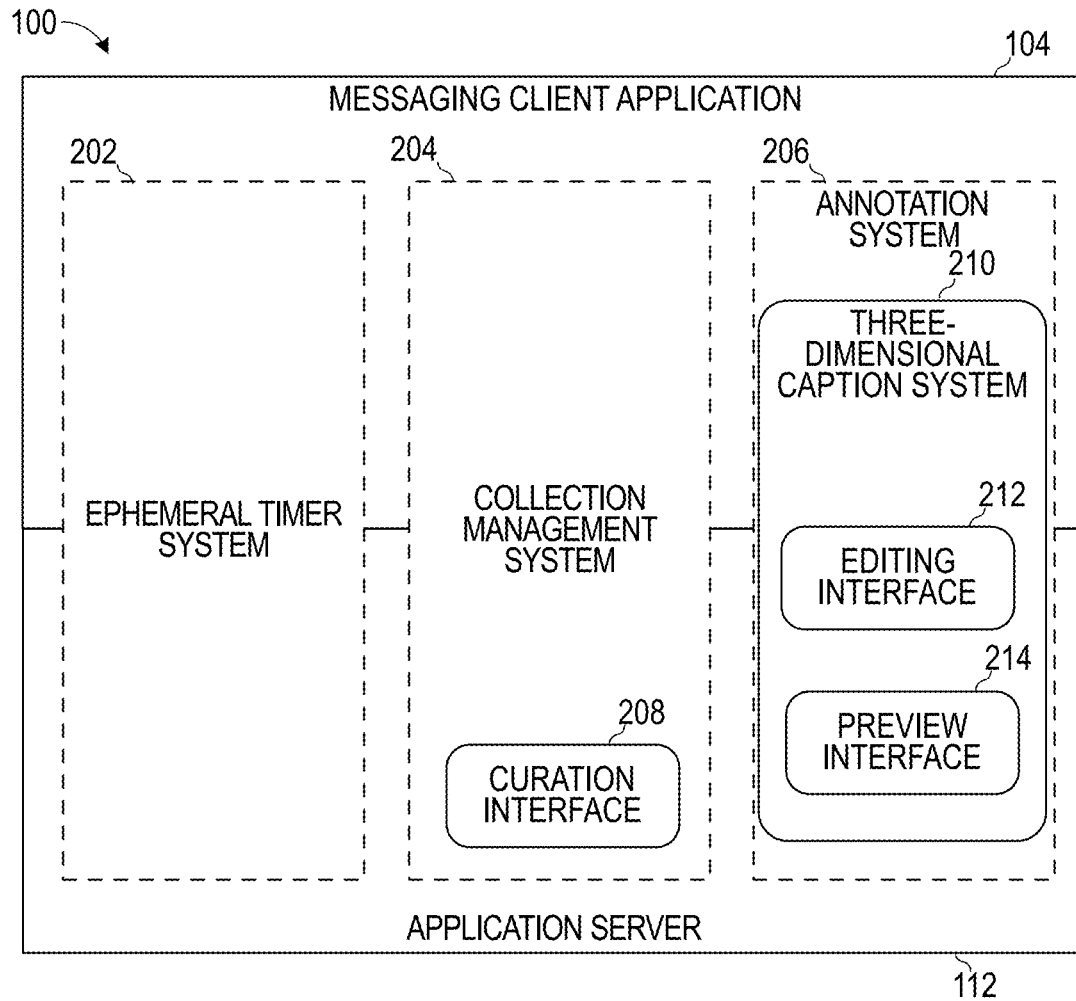 100
104
MESSAGING CLIENT APPLICATION
202
204
206
ANNOTATION
SYSTEM
210
THREE-
DIMENSIONAL
CAPTION SYSTEM
EPHEMERAL TIMER
SYSTEM
COLLECTION
MANAGEMENT
SYSTEM
212
EDITING
INTERFACE
214
PREVIEW
INTERFACE
208
CURATION
INTERFACE
APPLICATION SERVER
112